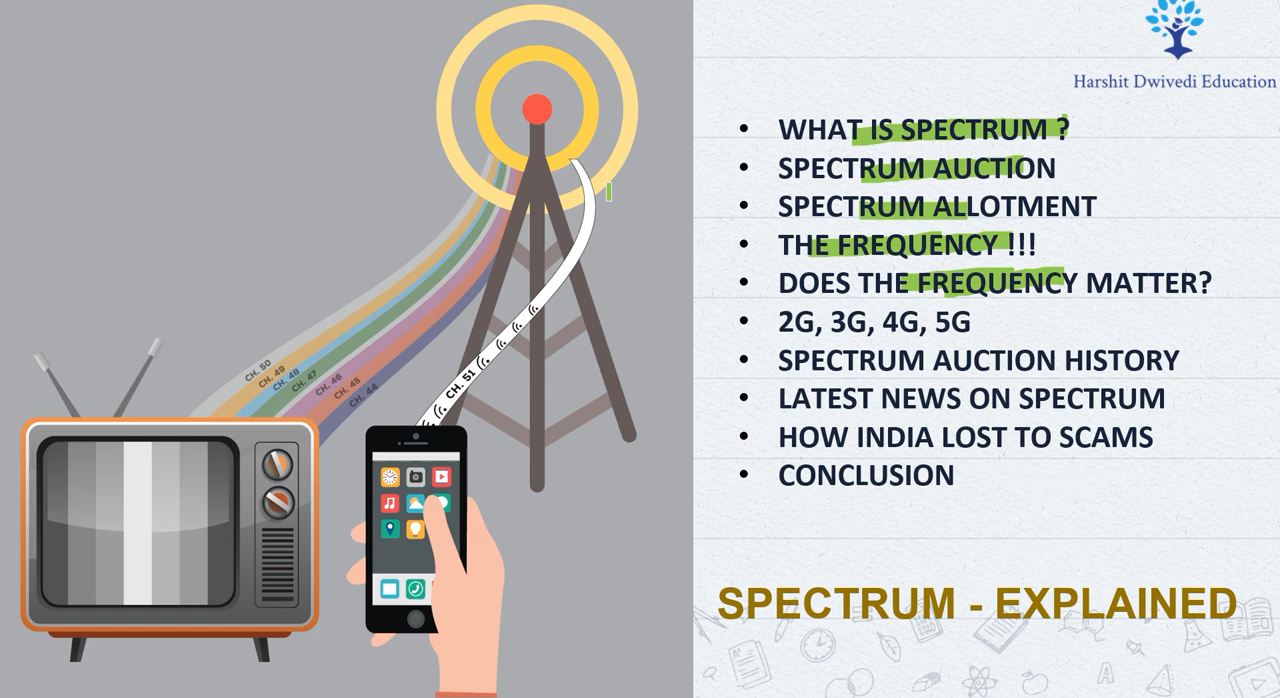 Harshit Dwivedi Education
• WHAT IS SPECTRUM ?
• SPECTRUM AUCTION
• SPECTRUM ALLOTMENT
• THE FREQUENCY !!!
• DOES THE FREQUENCY MATTER?
• 2G, 3G, 4G, 5G
• SPECTRUM AUCTION HISTORY
• LATEST NEWS ON SPECTRUM
• HOW INDIA LOST TO SCAMS
• CONCLUSION
SPECTRUM - EXPLAINED
CH. 50
CH. 49
CH. 48
CH. 47
CH. 46
CH. 45
CH. 44
CH. 51